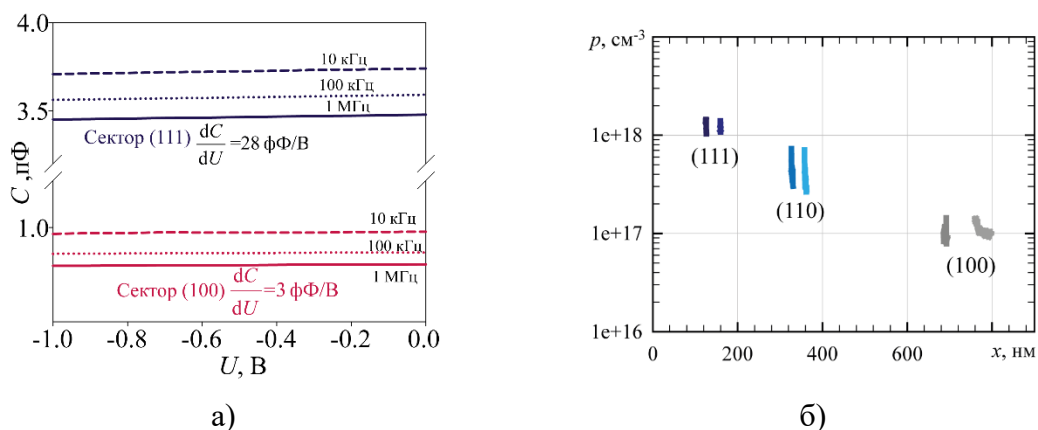 4.0
10 кГц
100 кГц
3.5
1 МГц
Сектор (111) dC/dU =28 фФ/В
C ,пФ
1.0
10 кГц
100 кГц
1 МГц
Сектор (100) dC/dU =3 фФ/В
-1.0 -0.8 -0.6 -0.4 -0.2 0.0
U, В
а)
p, см-3
1e+18
(111)
(110)
1e+17
(100)
1e+16
0 200 400 600 x, нм
б)